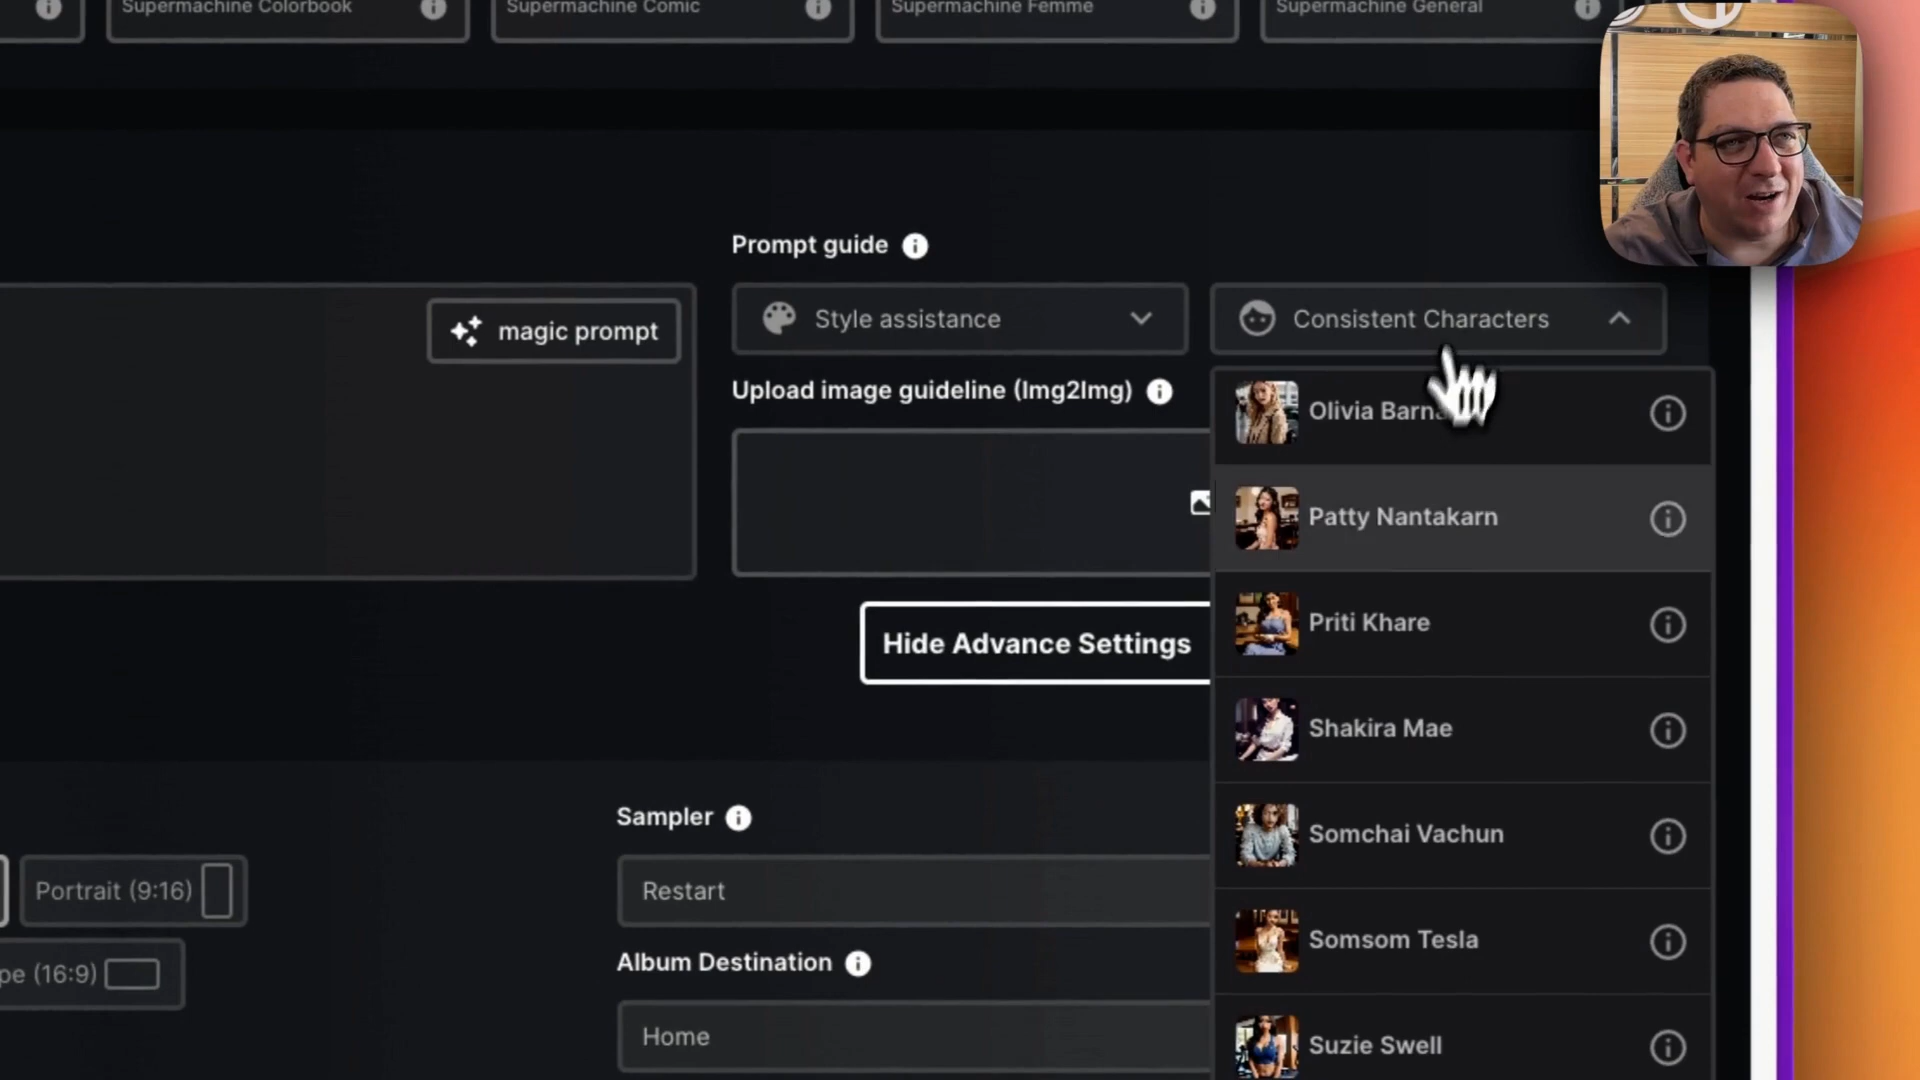 Supermachine Colorbook
Supermachine Comic
Supermachine Femme
Supermachine General
Prompt guide
magic prompt
Style assistance
Consistent Characters
Upload image guideline (Img2Img)
Olivia
Patty Nantakarn
Priti Khare
Hide Advance Settings
Shakira Mae
Sampler
Somchai Vachun
Portrait (9:16)
Restart
Somsom Tesla
Album Destination
(16:9)
Home
Suzie Swell